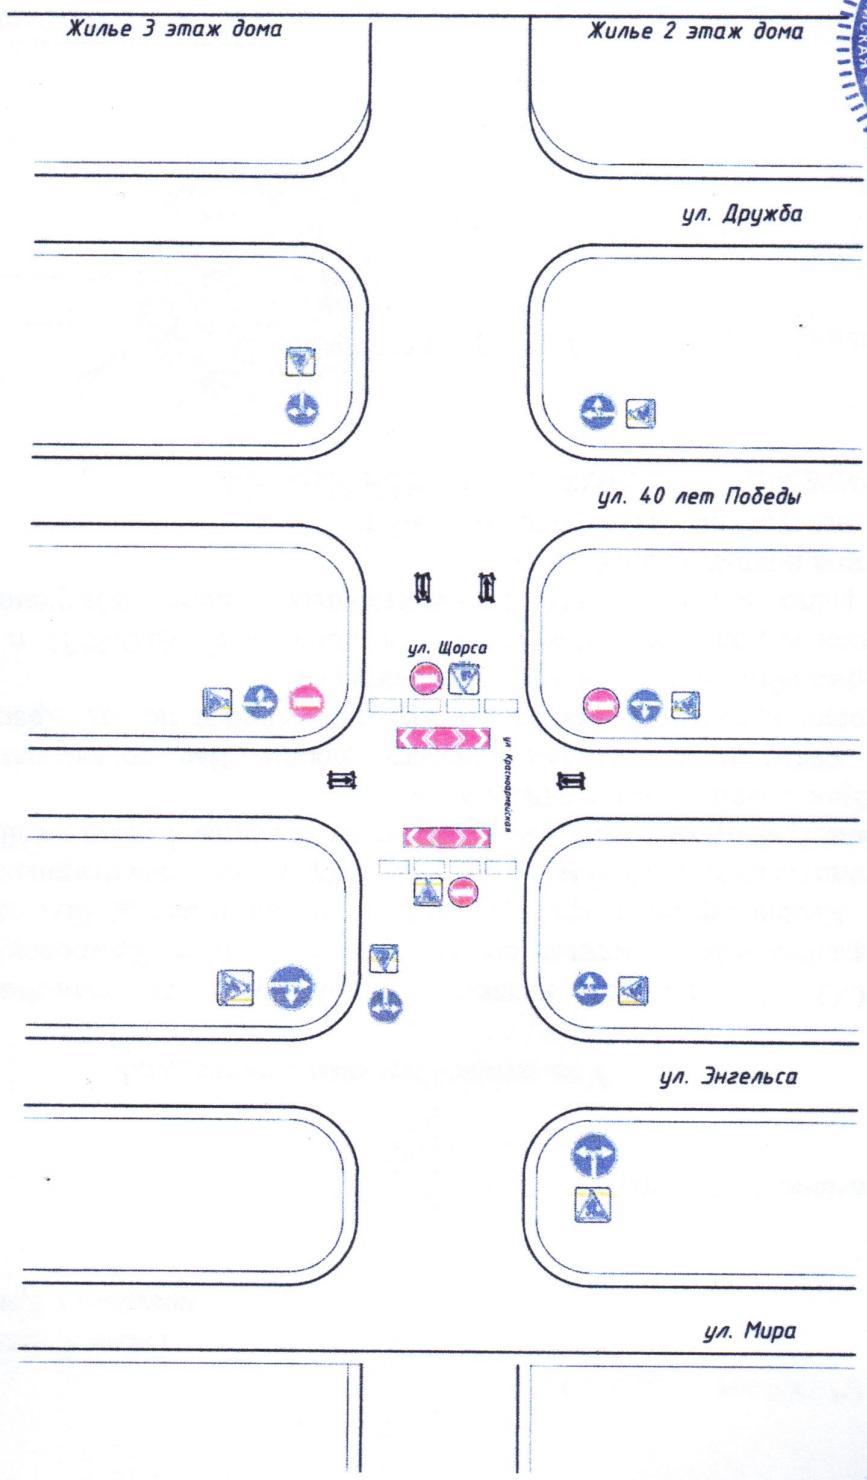 Жилье 3 этаж дома
Жилье 2 этаж дома
ул. Дружба
ул. 40 лет Победы
ул. Щорса
ул Красноармейская
ул. Энгельса
ул. Мира